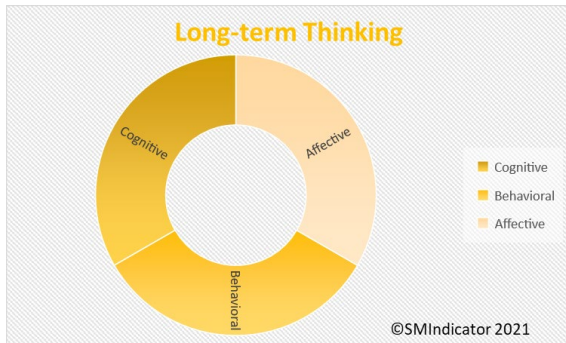 Long-term Thinking
Cognitive
Affective
Behavioral
Cognitive
Behavioral
Affective
©SMIndicator 2021